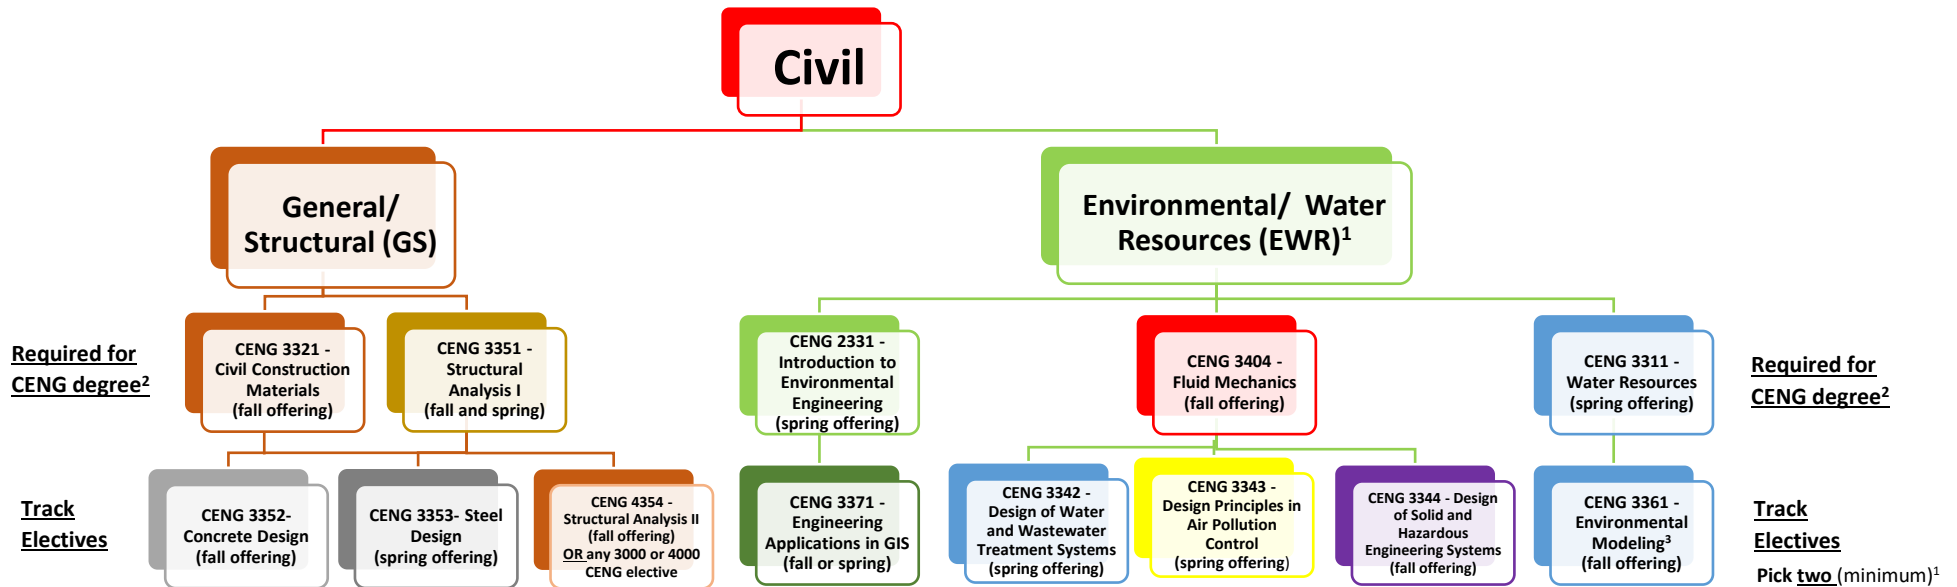 Civil
General/
Structural (GS)
Environmental/ Water
Resources (EWR)¹
Required for
CENG degree²
CENG 3321 -
Civil Construction
Materials
(fall offering)
CENG 3351 -
Structural
Analysis I
(fall and spring)
CENG 2331 -
Introduction to
Environmental
Engineering
(spring offering)
CENG 3404 -
Fluid Mechanics
(fall offering)
CENG 3311 -
Water Resources
(spring offering)
Required for
CENG degree²
Track
Electives
CENG 3352-
Concrete Design
(fall offering)
CENG 3353- Steel
Design
(spring offering)
CENG 4354 -
Structural Analysis II
(fall offering)
OR any 3000 or 4000
CENG elective
CENG 3371 -
Engineering
Applications in GIS
(fall or spring)
CENG 3342 -
Design of Water
and Wastewater
Treatment Systems
(spring offering)
CENG 3343 -
Design Principles in
Air Pollution
Control
(spring offering)
CENG 3344 - Design
of Solid and
Hazardous
Engineering Systems
(fall offering)
CENG 3361 -
Environmental
Modeling³
(fall offering)
Track
Electives
Pick two (minimum)¹